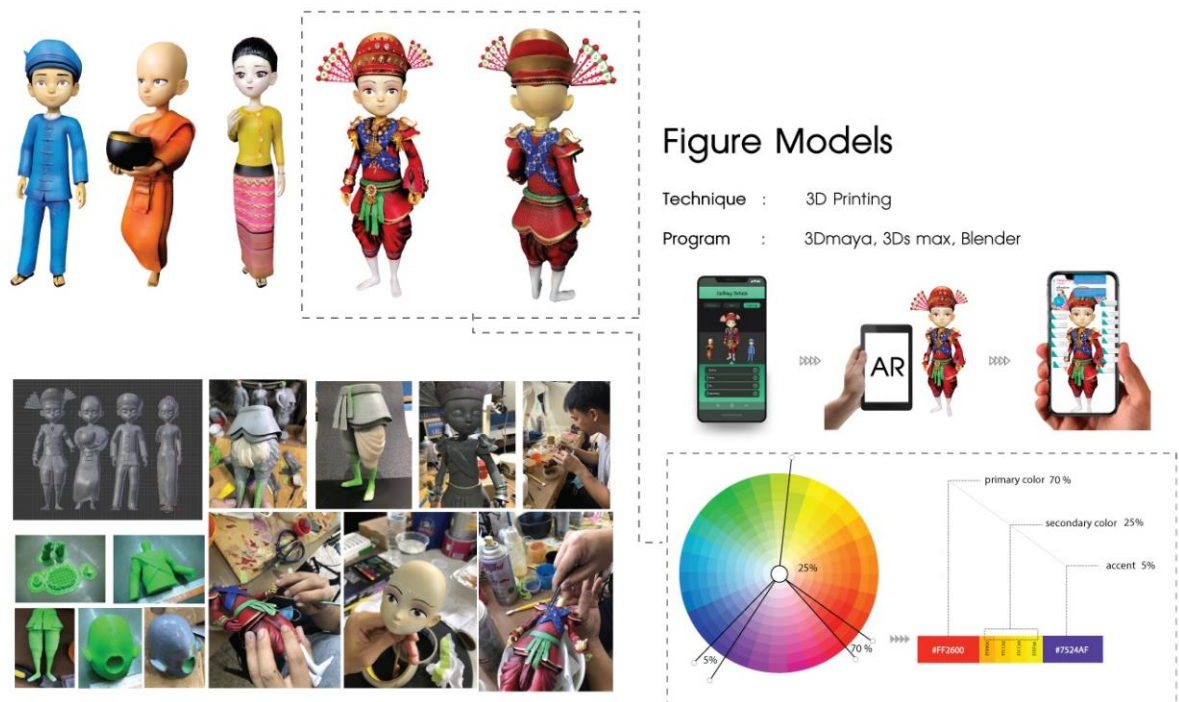 Figure Models
Technique : 3D Printing
Program : 3Dmaya, 3Ds max, Blender
AR
primary color 70 %
secondary color 25%
accent 5%
25%
70 %
5%
#FF2600
#7524AF